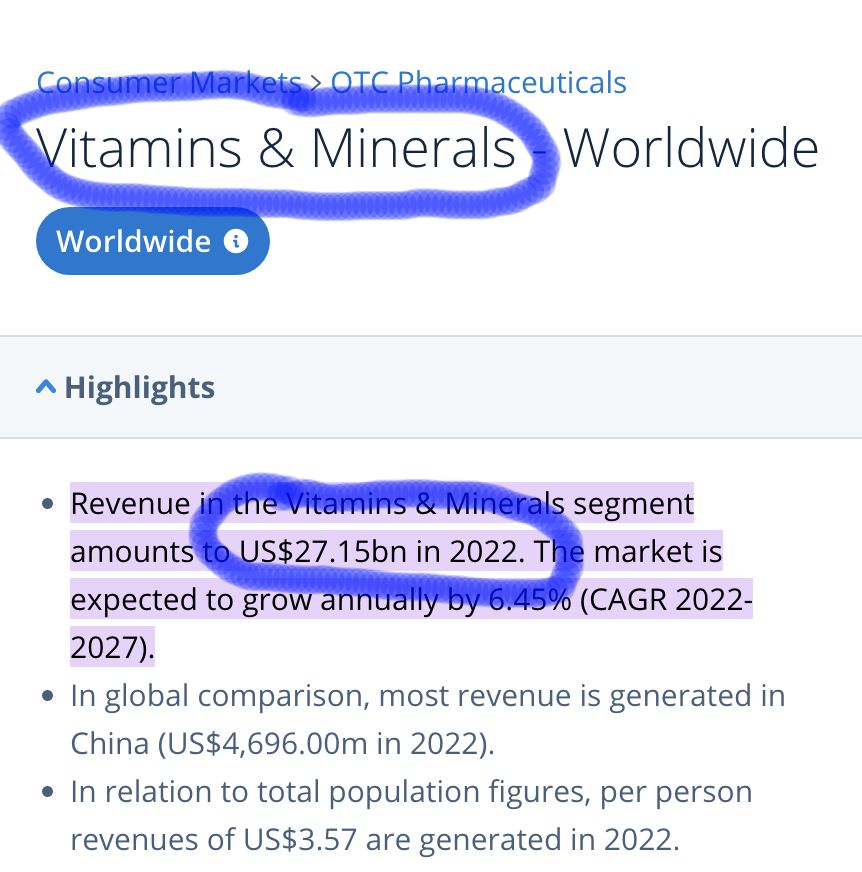 Consumer Markets > OTC Pharmaceuticals
Vitamins & Minerals - Worldwide
Worldwide
Highlights
Revenue in the Vitamins & Minerals segment
amounts to US$27.15bn in 2022. The market is
expected to grow annually by 6.45% (CAGR 2022-
2027).
In global comparison, most revenue is generated in
China (US$4,696.00m in 2022).
In relation to total population figures, per person
revenues of US$3.57 are generated in 2022.